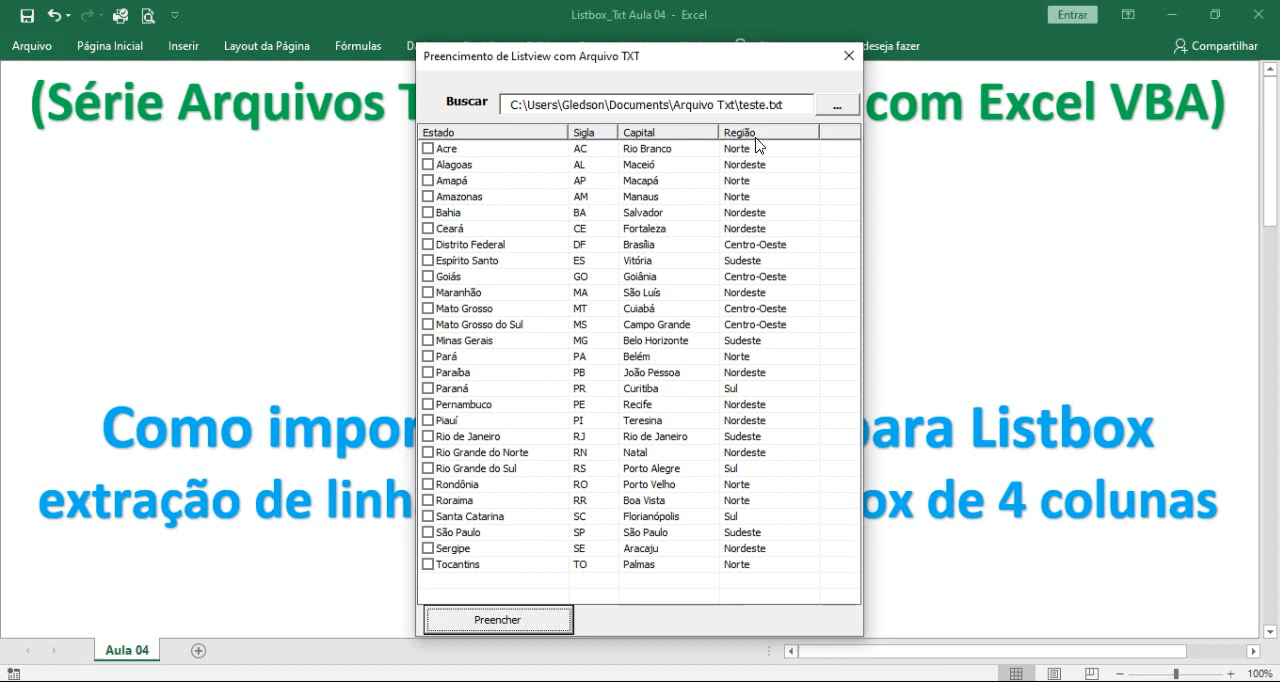 Listbox_Txt Aula 04 - Excel
Entrar
Arquivo Página Inicial Inserir Layout da Página Fórmulas deseja fazer Compartilhar
Preencimento de Listview com Arquivo TXT
(Série Arquivos T com Excel VBA)
Buscar C:\Users\Gledson\Documents\Arquivo Txt\teste.txt ...
Estado Sigla Capital Região
Acre AC Rio Branco Norte
Alagoas AL Maceió Nordeste
Amapá AP Macapá Norte
Amazonas AM Manaus Norte
Bahia BA Salvador Nordeste
Ceará CE Fortaleza Nordeste
Distrito Federal DF Brasília Centro-Oeste
Espírito Santo ES Vitória Sudeste
Goiás GO Goiânia Centro-Oeste
Maranhão MA São Luís Nordeste
Mato Grosso MT Cuiabá Centro-Oeste
Mato Grosso do Sul MS Campo Grande Centro-Oeste
Minas Gerais MG Belo Horizonte Sudeste
Pará PA Belém Norte
Paraíba PB João Pessoa Nordeste
Paraná PR Curitiba Sul
Pernambuco PE Recife Nordeste
Piauí PI Teresina Nordeste
Rio de Janeiro RJ Rio de Janeiro Sudeste
Rio Grande do Norte RN Natal Nordeste
Rio Grande do Sul RS Porto Alegre Sul
Rondônia RO Porto Velho Norte
Roraima RR Boa Vista Norte
Santa Catarina SC Florianópolis Sul
São Paulo SP São Paulo Sudeste
Sergipe SE Aracaju Nordeste
Tocantins TO Palmas Norte
Preencher
Como impor para Listbox
extração de linh ox de 4 colunas
Aula 04
100%